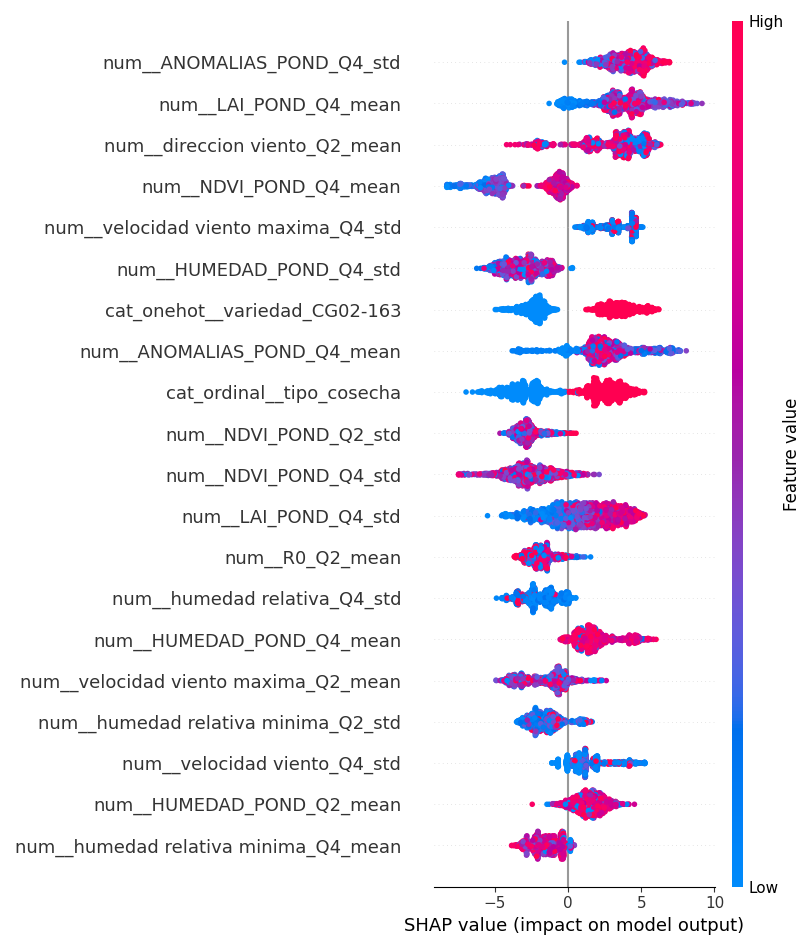 High
num__ANOMALIAS_POND_Q4_std
num__LAI_POND_Q4_mean
num__direccion viento_Q2_mean
num__NDVI_POND_Q4_mean
num__velocidad viento maxima_Q4_std
num__HUMEDAD_POND_Q4_std
cat_onehot__variedad_CG02-163
num__ANOMALIAS_POND_Q4_mean
cat_ordinal__tipo_cosecha
num__NDVI_POND_Q2_std
num__NDVI_POND_Q4_std
num__LAI_POND_Q4_std
num__R0_Q2_mean
num__humedad relativa_Q4_std
num__HUMEDAD_POND_Q4_mean
num__velocidad viento maxima_Q2_mean
num__humedad relativa minima_Q2_std
num__velocidad viento_Q4_std
num__HUMEDAD_POND_Q2_mean
num__humedad relativa minima_Q4_mean
Feature value
Low
−5 0 5 10
SHAP value (impact on model output)